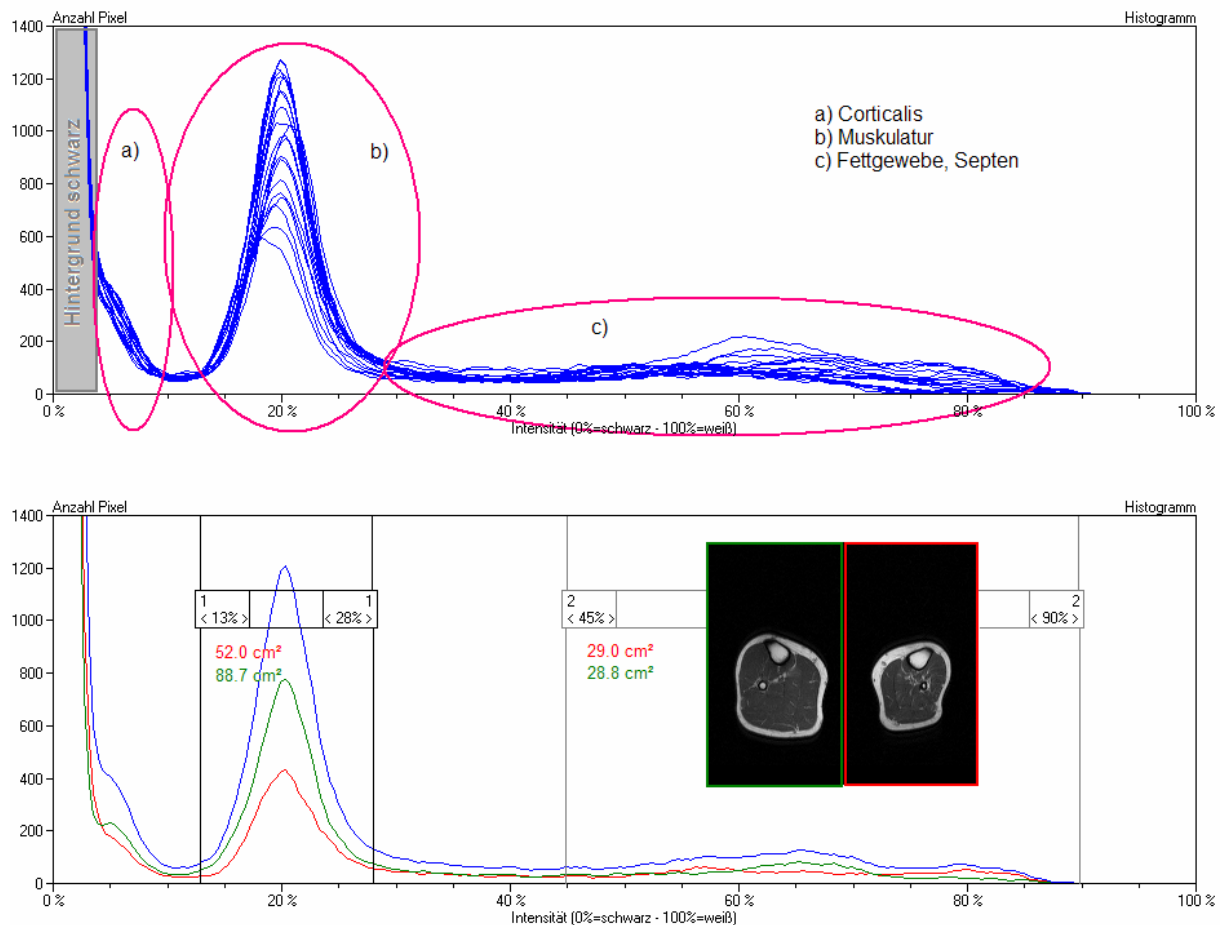 Anzahl Pixel Histogramm
1400
1200
1000
800
600
400
200
0
Hintergrund schwarz
a)
b)
c)
a) Corticalis
b) Muskulatur
c) Fettgewebe, Septen
0 % 20 % 40 % 60 % 80 % 100 %
Intensität (0%=schwarz - 100%=weiß)
Anzahl Pixel Histogramm
1400
1200
1000
800
600
400
200
0
1 1
< 13% > < 28% >
52.0 cm²
88.7 cm²
2 2
< 45% > < 90% >
29.0 cm²
28.8 cm²
0 % 20 % 40 % 60 % 80 % 100 %
Intensität (0%=schwarz - 100%=weiß)